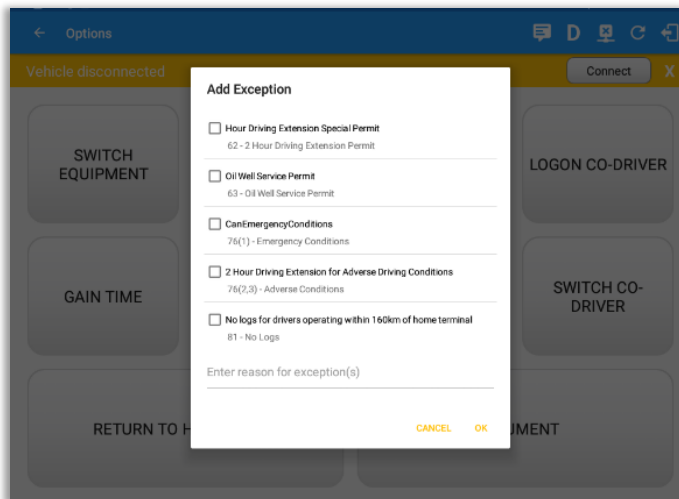 Options
D
Vehicle disconnected
Connect
X
Add Exception
Hour Driving Extension Special Permit
62 - 2 Hour Driving Extension Permit
Oil Well Service Permit
63 - Oil Well Service Permit
CanEmergencyConditions
76(1) - Emergency Conditions
2 Hour Driving Extension for Adverse Driving Conditions
76(2,3) - Adverse Conditions
No logs for drivers operating within 160km of home terminal
81 - No Logs
Enter reason for exception(s)
CANCEL
OK
SWITCH
EQUIPMENT
LOGON CO-DRIVER
GAIN TIME
SWITCH CO-
DRIVER
RETURN TO H
UMENT